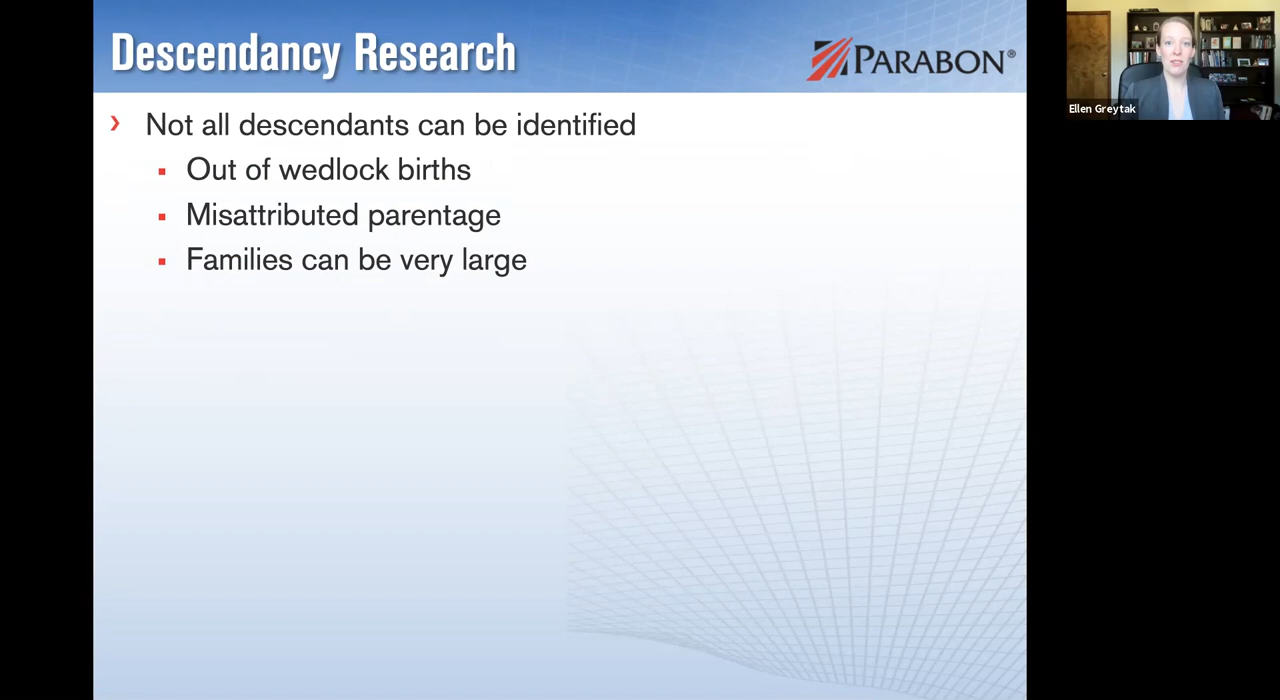 Descendancy Research
PARABON®
Ellen Greytak
› Not all descendants can be identified
▪ Out of wedlock births
▪ Misattributed parentage
▪ Families can be very large